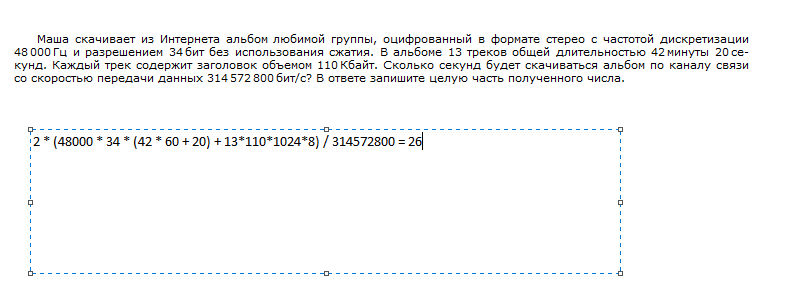 Маша скачивает из Интернета альбом любимой группы, оцифрованный в формате стерео с частотой дискретизации
48 000 Гц и разрешением 34 бит без использования сжатия. В альбоме 13 треков общей длительностью 42 минуты 20 се-
кунд. Каждый трек содержит заголовок объемом 110 Кбайт. Сколько секунд будет скачиваться альбом по каналу связи
со скоростью передачи данных 314 572 800 бит/с? В ответе запишите целую часть полученного числа.
2 * (48000 * 34 * (42 * 60 + 20) + 13*110*1024*8) / 314572800 = 26